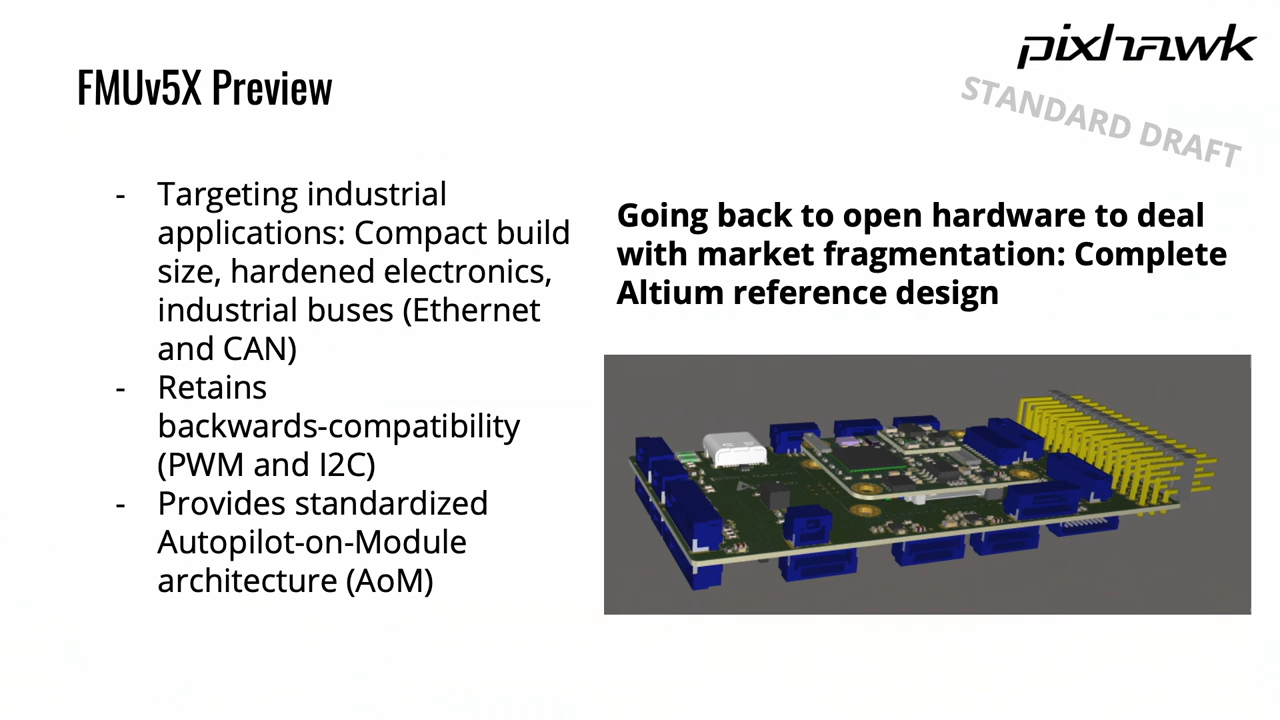 pixhawk
FMUv5X Preview
STANDARD DRAFT
- Targeting industrial
applications: Compact build
size, hardened electronics,
industrial buses (Ethernet
and CAN)
- Retains
backwards-compatibility
(PWM and I2C)
- Provides standardized
Autopilot-on-Module
architecture (AoM)
Going back to open hardware to deal
with market fragmentation: Complete
Altium reference design